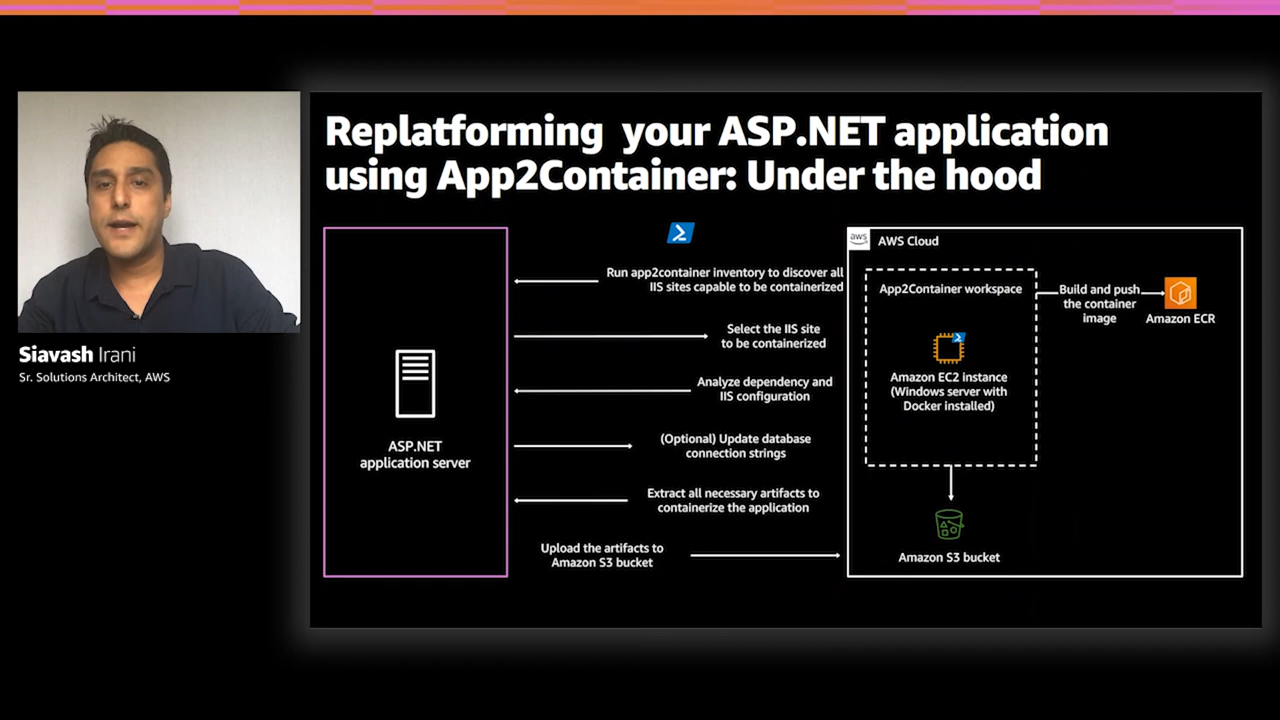 Replatforming your ASP.NET application
using App2Container: Under the hood
Siavash Irani
Sr. Solutions Architect, AWS
ASP.NET
application server
Run app2container inventory to discover all
IIS sites capable to be containerized
Select the IIS site
to be containerized
Analyze dependency and
IIS configuration
(Optional) Update database
connection strings
Extract all necessary artifacts to
containerize the application
Upload the artifacts to
Amazon S3 bucket
aws
AWS Cloud
App2Container workspace
Amazon EC2 instance
(Windows server with
Docker installed)
Build and push
the container
image
Amazon ECR
Amazon S3 bucket